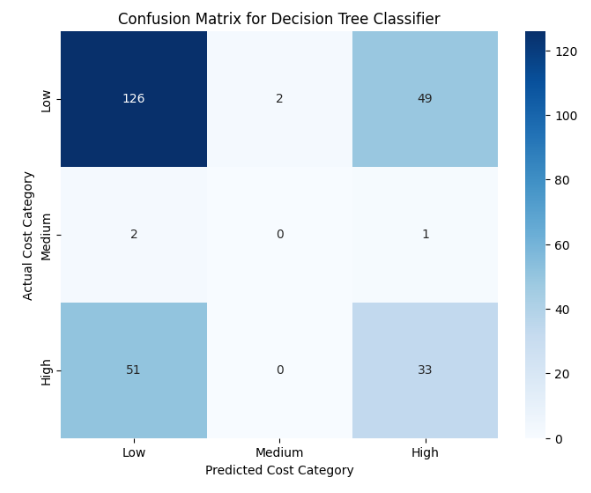 Confusion Matrix for Decision Tree Classifier
Actual Cost Category
Low
126
2
49
Medium
2
0
1
High
51
0
33
Low
Medium
High
Predicted Cost Category
120
100
80
60
40
20
0